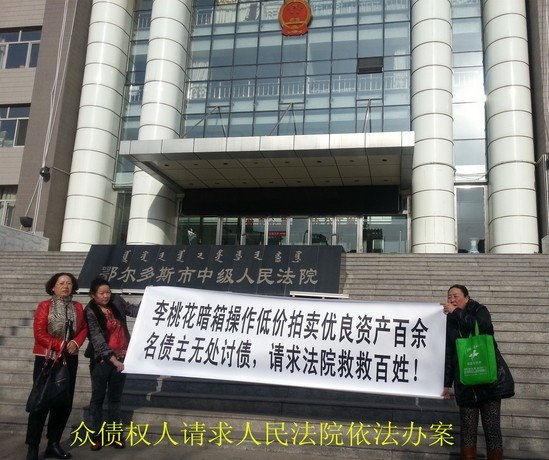 鄂尔多斯市中级人民法院
李桃花暗箱操作低价拍卖优良资产百余
名债主无处讨债，请求法院救救百姓！
众债权人请求人民法院依法办案